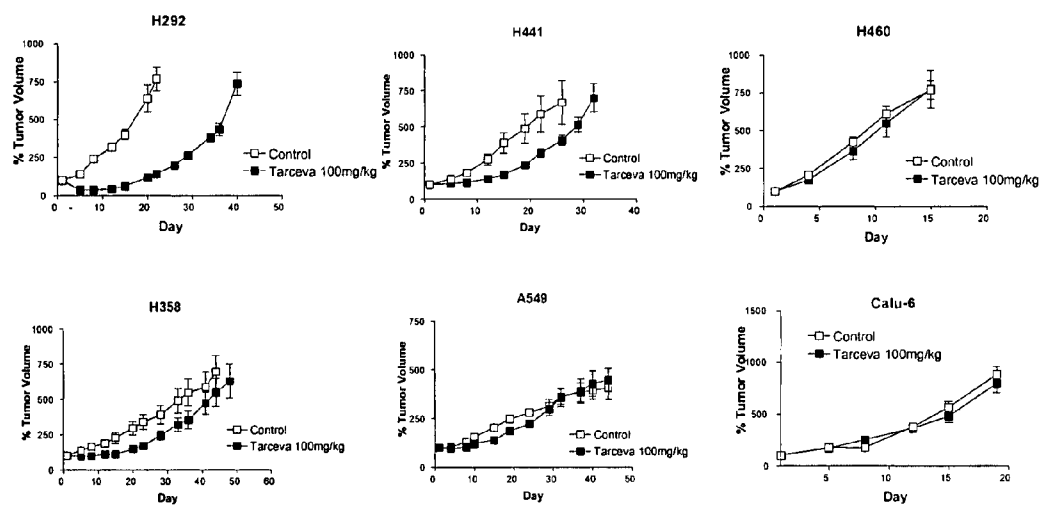 H292
% Tumor Volume
1000
750
500
250
0
Control
Tarceva 100mg/kg
0 10 20 30 40 50
Day
H441
% Tumor Volume
1000
750
500
250
0
Control
Tarceva 100mg/kg
0 10 20 30 40
Day
H460
% Tumor Volume
1000
750
500
250
0
Control
Tarceva 100mg/kg
0 5 10 15 20
Day
H358
% Tumor Volume
1000
750
500
250
0
Control
Tarceva 100mg/kg
0 10 20 30 40 50 60
Day
A549
% Tumor Volume
750
500
250
0
Control
Tarceva 100mg/kg
0 10 20 30 40 50
Day
Calu-6
% Tumor Volume
1500
1000
500
0
Control
Tarceva 100mg/kg
5 10 15 20
Day